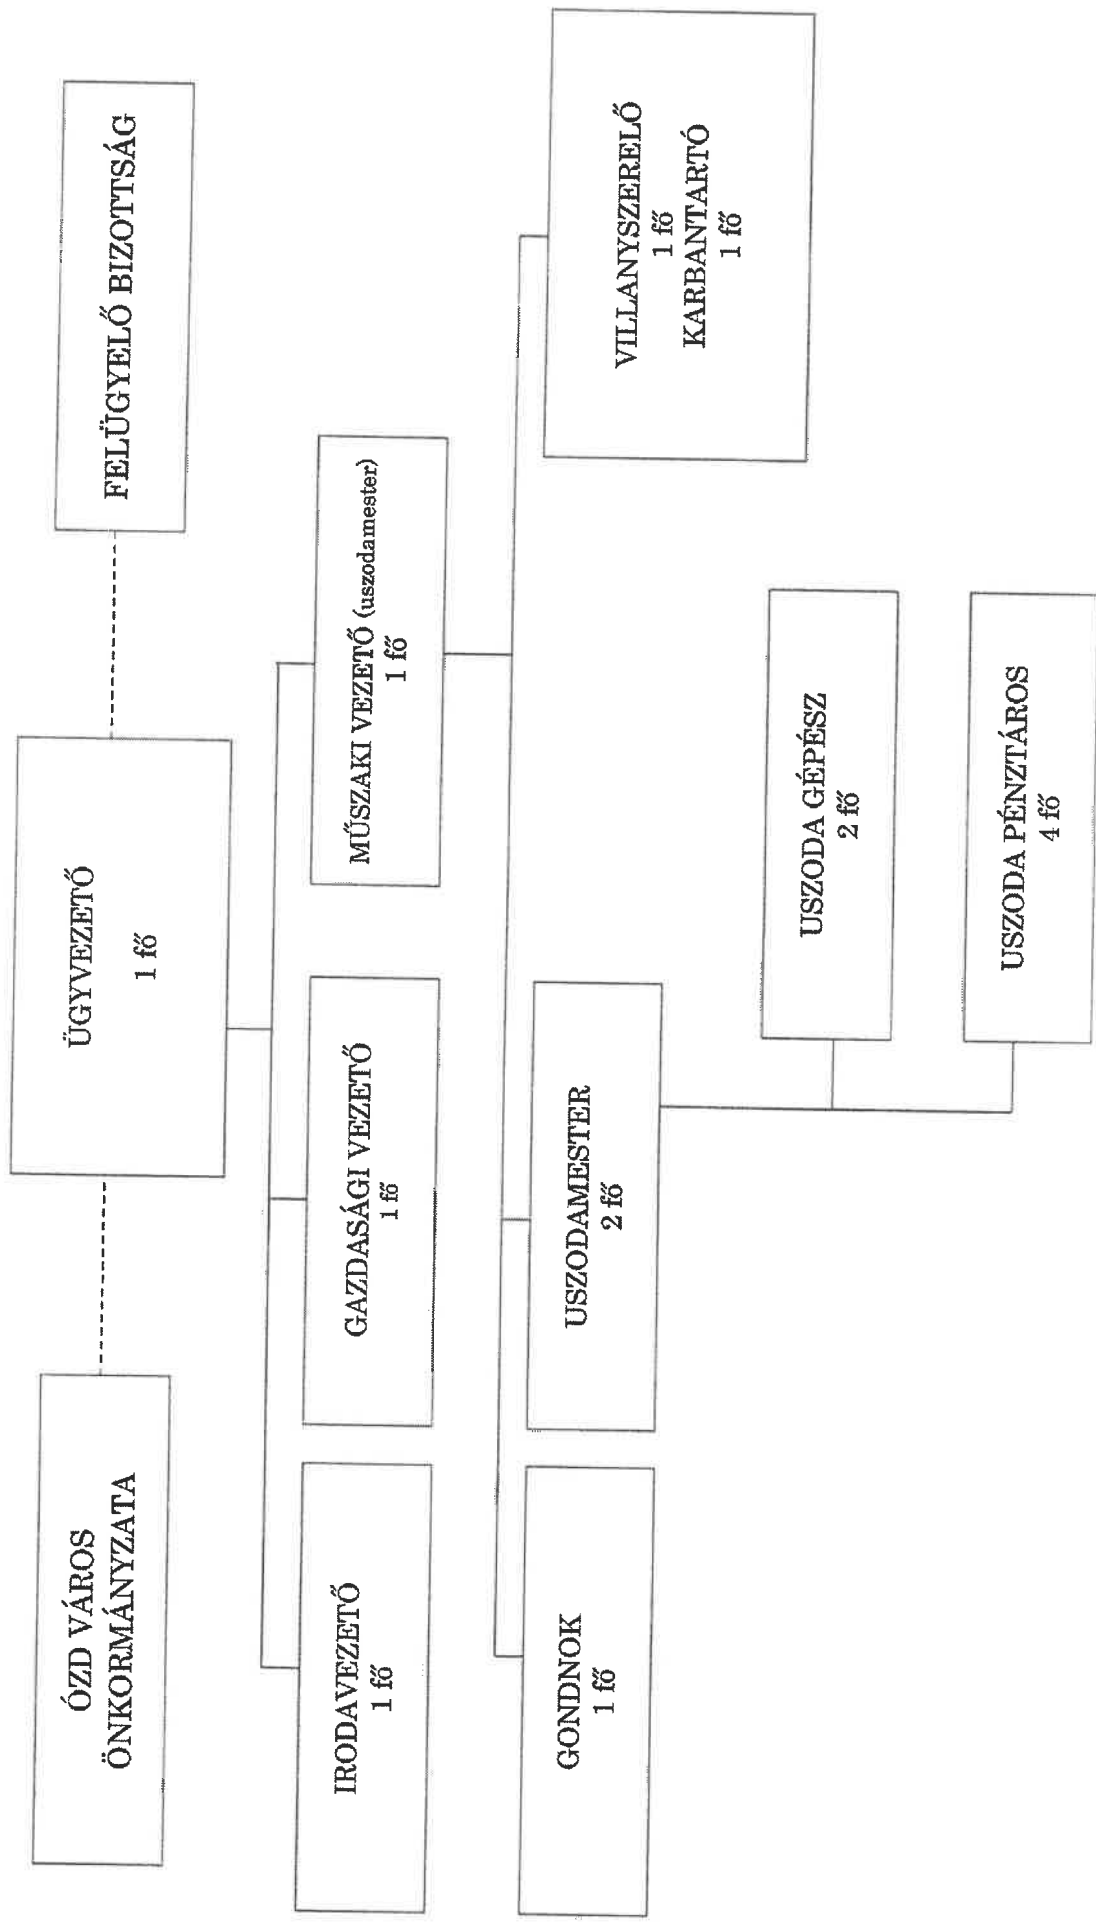 ÓZD VÁROS
ÖNKORMÁNYZATA
ÜGYVEZETŐ
1 fő
FELÜGYELŐ BIZOTTSÁG
IRODAVEZETŐ
1 fő
GAZDASÁGI VEZETŐ
1 fő
MŰSZAKI VEZETŐ (uszodamester)
1 fő
GONDNOK
1 fő
USZODAMESTER
2 fő
VILLANYSZERELŐ
1 fő
KARBANTARTÓ
1 fő
USZODA GÉPÉSZ
2 fő
USZODA PÉNZTÁROS
4 fő